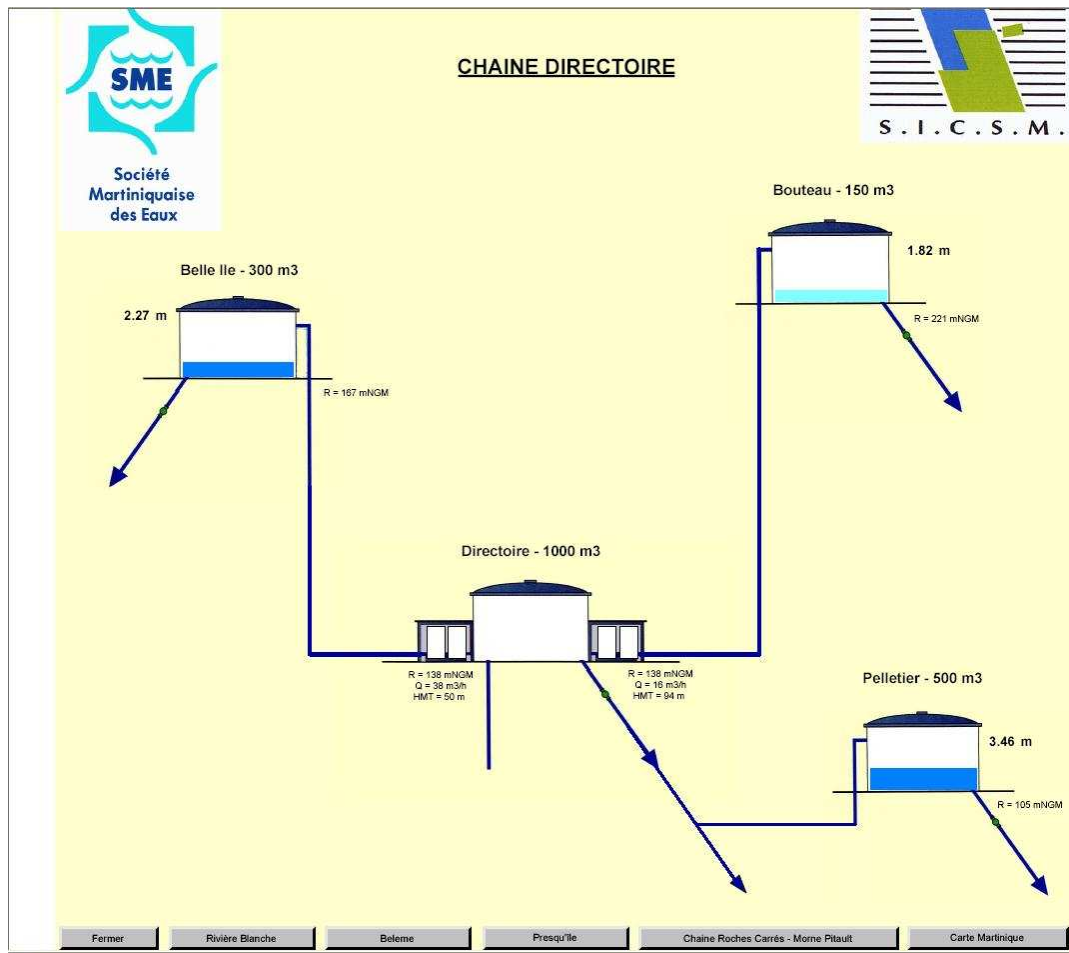 SME
Société
Martiniquaise
des Eaux
CHAINE DIRECTOIRE
S.I.C.S.M.
Bouteau - 150 m3
1.82 m
R = 221 mNGM
Belle Ile - 300 m3
2.27 m
R = 167 mNGM
Directoire - 1000 m3
R = 138 mNGM
Q = 38 m3/h
HMT = 50 m
R = 138 mNGM
Q = 16 m3/h
HMT = 94 m
Pelletier - 500 m3
3.46 m
R = 105 mNGM
Fermer
Rivière Blanche
Beleme
Presqu'île
Chaine Roches Carrés - Morne Pitault
Carte Martinique